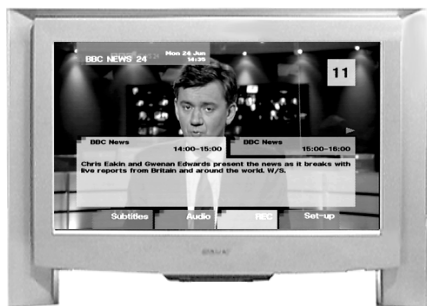 BBC NEWS 24
Mon 24 Jun
14:35
11
BBC News
14:00-15:00
BBC News
15:00-16:00
Chris Eakin and Gwenan Edwards present the news as it breaks with
live reports from Britain and around the world. W/S.
Subtitles Audio REC Set-up